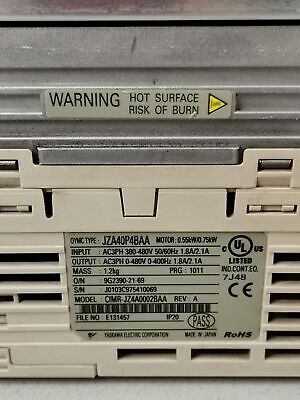 WARNING HOT SURFACE
RISK OF BURN
OYMC TYPE : JZA40P4BAA MOTOR : 0.55kW/0.75kW
INPUT : AC3PH 380-480V 50/60Hz 1.8A/2.1A
OUTPUT : AC3PH 0-480V 0-400Hz 1.8A/2.1A
MASS : 1.2kg PRG : 1011
O/N : 9G2390-21-69
S/N : J0103C975410069
MODEL : CIMR-JZ4A0002BAA REV : A
FILE NO : E131457 IP20 PASS
YASKAWA ELECTRIC CORPORATION MADE IN JAPAN RoHS
C UL US
LISTED
IND.CONT.EQ.
7J48